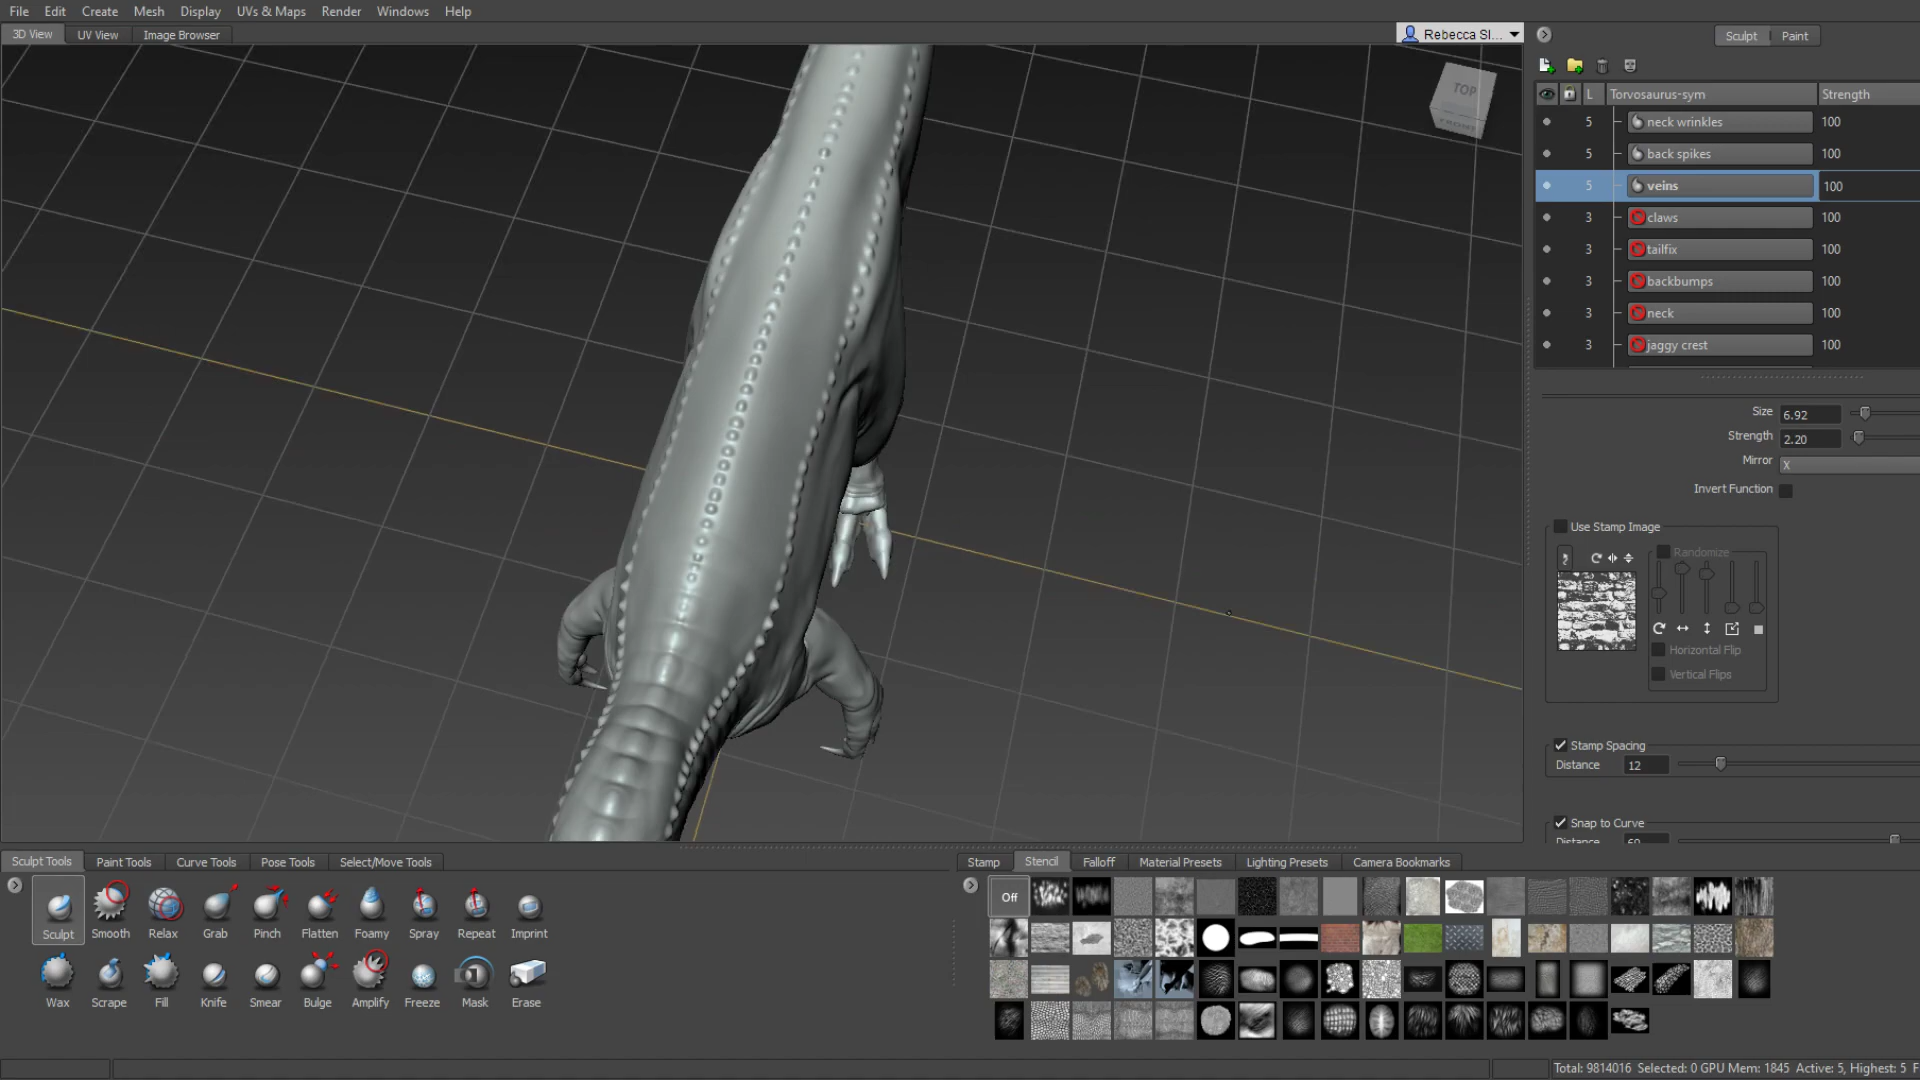 File Edit Create Mesh Display UVs & Maps Render Windows Help
3D View UV View Image Browser
Rebecca Sl...
Sculpt Paint
L Torvosaurus-sym Strength
5 neck wrinkles 100
5 back spikes 100
5 veins 100
3 claws 100
3 tailfix 100
3 backbumps 100
3 neck 100
3 jaggy crest 100
TOP
FRONT
Size 6.92
Strength 2.20
Mirror X
Invert Function
Use Stamp Image
Randomize
Horizontal Flip
Vertical Flips
Stamp Spacing
Distance 12
Snap to Curve
Distance 60
Sculpt Tools Paint Tools Curve Tools Pose Tools Select/Move Tools
Sculpt Smooth Relax Grab Pinch Flatten Foamy Spray Repeat Imprint
Wax Scrape Fill Knife Smear Bulge Amplify Freeze Mask Erase
Stamp Stencil Falloff Material Presets Lighting Presets Camera Bookmarks
Off
Total: 9814016 Selected: 0 GPU Mem: 1845 Active: 5, Highest: 5 F